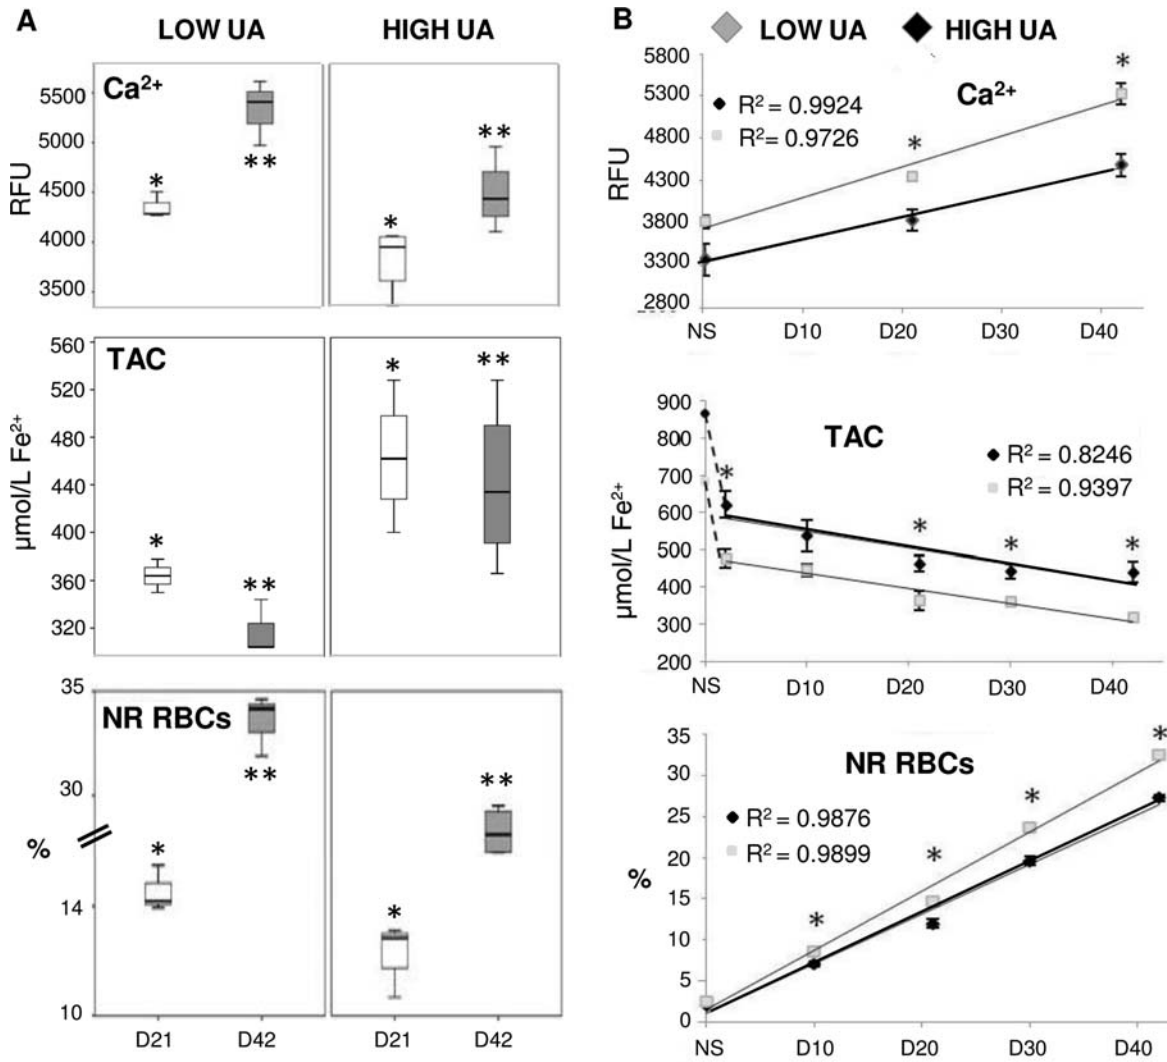 A
LOW UA
HIGH UA
Ca2+
RFU
5500
5000
4500
4000
3500
*
**
*
**
TAC
µmol/L Fe2+
560
520
480
440
400
360
320
*
**
*
**
NR RBCs
%
35
30
14
10
*
**
*
**
D21
D42
D21
D42
B
LOW UA
HIGH UA
Ca2+
R2 = 0.9924
R2 = 0.9726
RFU
5800
5300
4800
4300
3800
3300
2800
*
*
NS
D10
D20
D30
D40
TAC
R2 = 0.8246
R2 = 0.9397
µmol/L Fe2+
900
800
700
600
500
400
300
200
*
*
*
*
NS
D10
D20
D30
D40
NR RBCs
R2 = 0.9876
R2 = 0.9899
%
35
30
25
20
15
10
5
0
*
*
*
*
NS
D10
D20
D30
D40